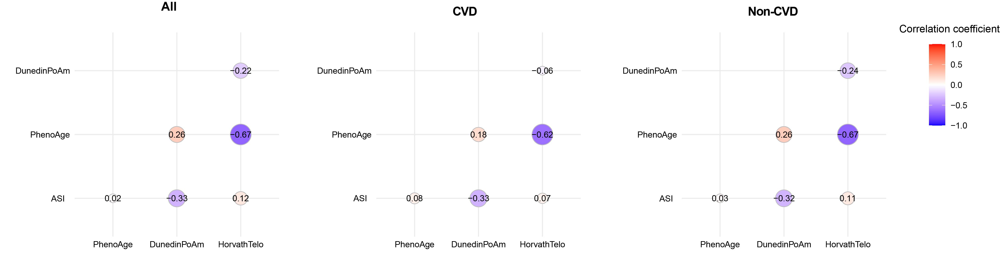 All
CVD
Non-CVD
Correlation coefficient
1.0
0.5
0.0
−0.5
−1.0
DunedinPoAm
−0.22
PhenoAge
0.26
−0.67
ASI
0.02
−0.33
0.12
PhenoAge
DunedinPoAm
HorvathTelo
DunedinPoAm
−0.06
PhenoAge
0.18
−0.62
ASI
0.08
−0.33
0.07
PhenoAge
DunedinPoAm
HorvathTelo
DunedinPoAm
−0.24
PhenoAge
0.26
−0.67
ASI
0.03
−0.32
0.11
PhenoAge
DunedinPoAm
HorvathTelo